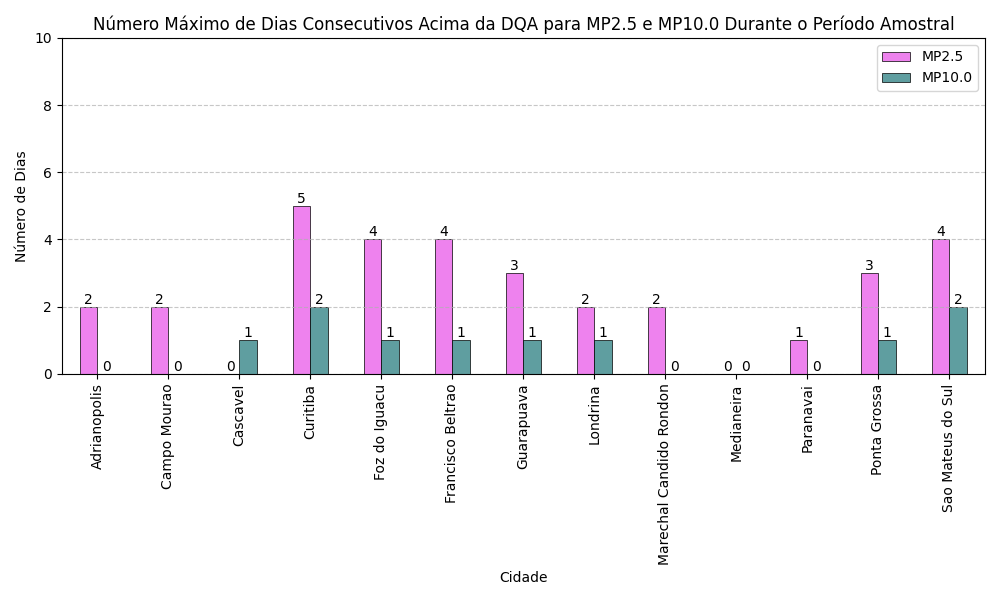 Número Máximo de Dias Consecutivos Acima da DQA para MP2.5 e MP10.0 Durante o Período Amostral
MP2.5
MP10.0
Número de Dias
10
8
6
4
2
0
2 0
2 0
0 1
5 2
4 1
4 1
3 1
2 1
2 0
0 0
1 0
3 1
4 2
Adrianopolis
Campo Mourao
Cascavel
Curitiba
Foz do Iguacu
Francisco Beltrao
Guarapuava
Londrina
Marechal Candido Rondon
Medianeira
Paranavai
Ponta Grossa
Sao Mateus do Sul
Cidade